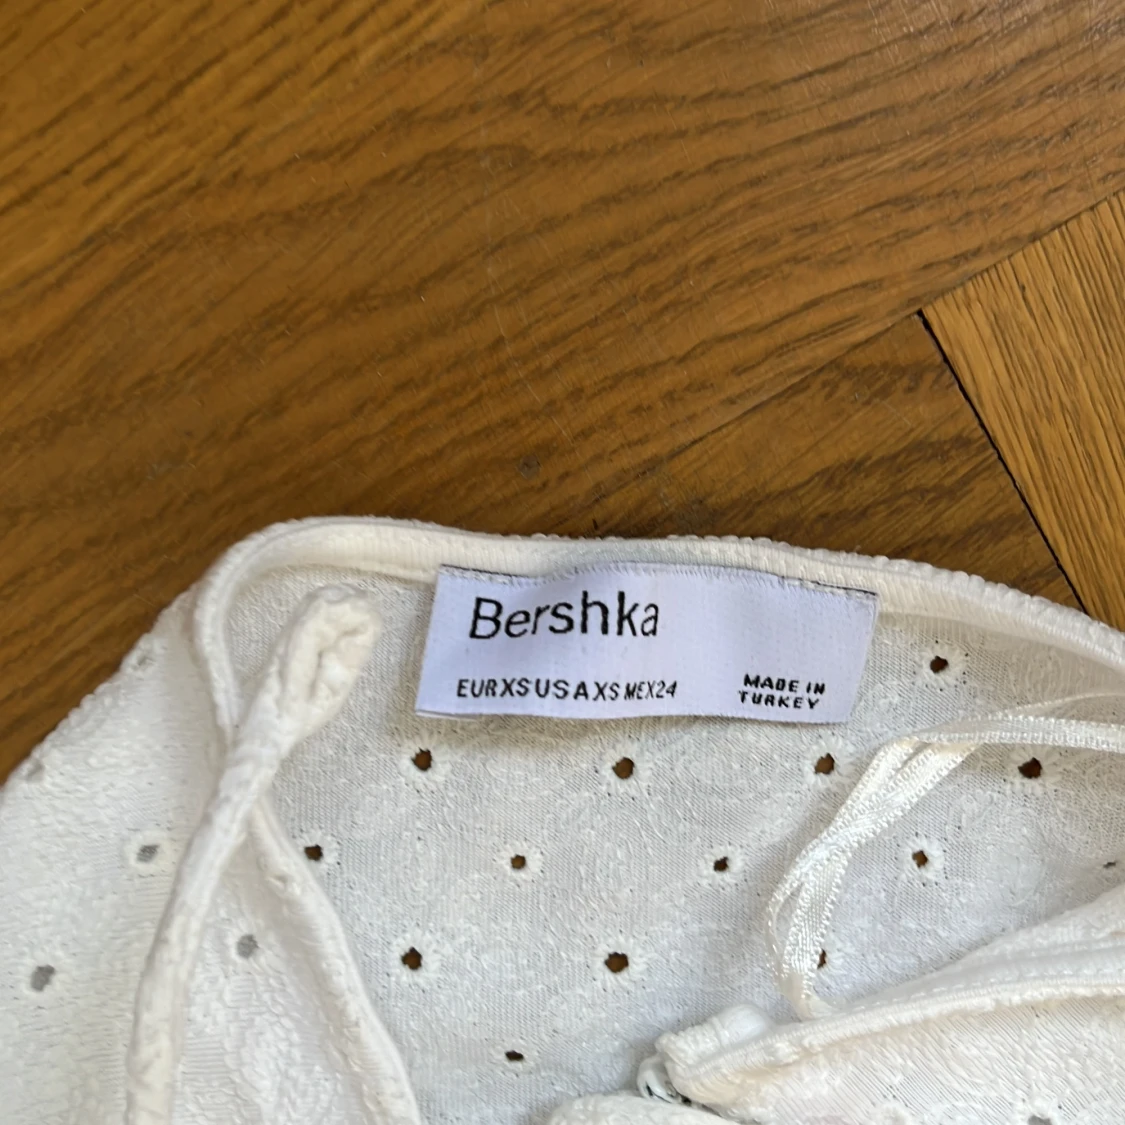 Bershka
EUR XS USA XS MEX 24
MADE IN
TURKEY